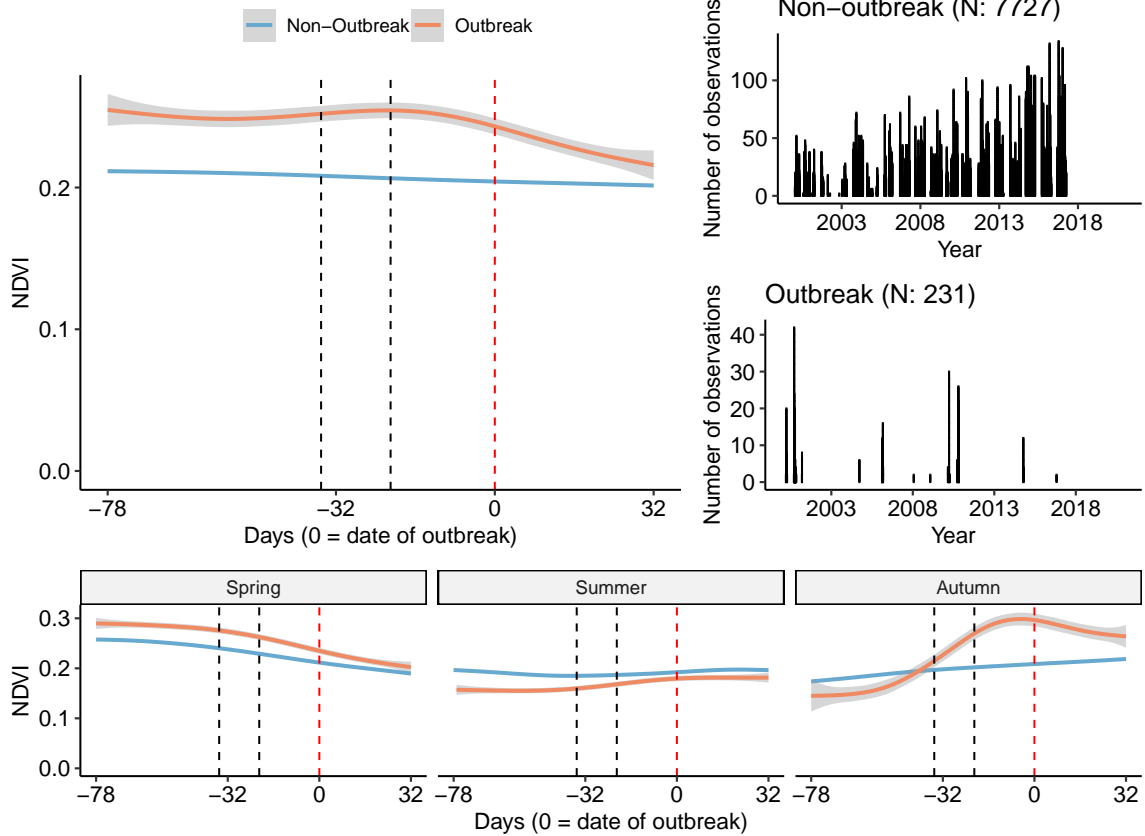 Non−Outbreak Outbreak
NDVI
0.2
0.1
0.0
−78 −32 0 32
Days (0 = date of outbreak)
Non−outbreak (N: 7727)
Number of observations
100
50
0
2003 2008 2013 2018
Year
Outbreak (N: 231)
Number of observations
40
30
20
10
0
2003 2008 2013 2018
Year
Spring Summer Autumn
NDVI
0.3
0.2
0.1
0.0
−78 −32 0 32 −78 −32 0 32 −78 −32 0 32
Days (0 = date of outbreak)